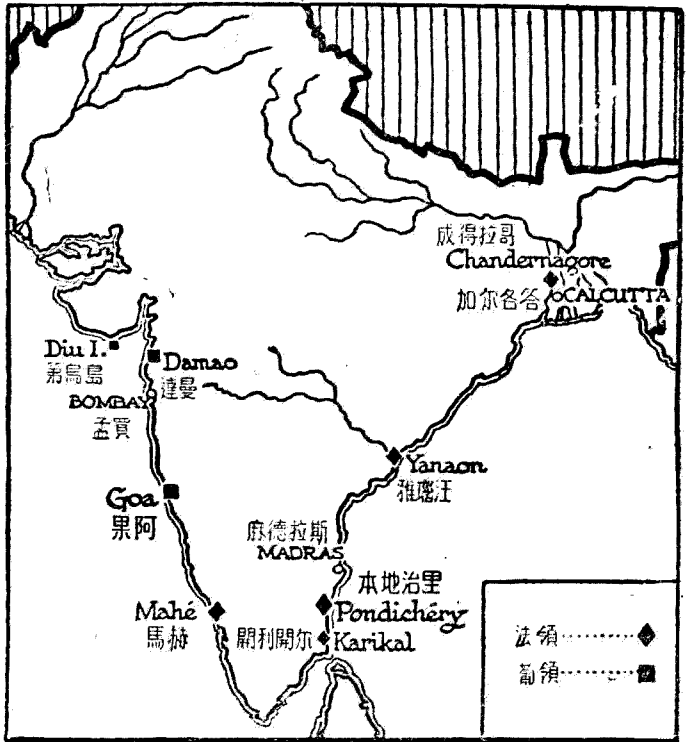 成得拉哥
Chandernagore
加尔各答
CALCUTTA
Diu I.
第烏島
Damao
達曼
BOMBAY
孟買
Yanaon
雅璁汪
Goa
果阿
麻德拉斯
MADRAS
本地治里
Mahé
馬赫
Pondichéry
開利開尔
Karikal
法領
葡領